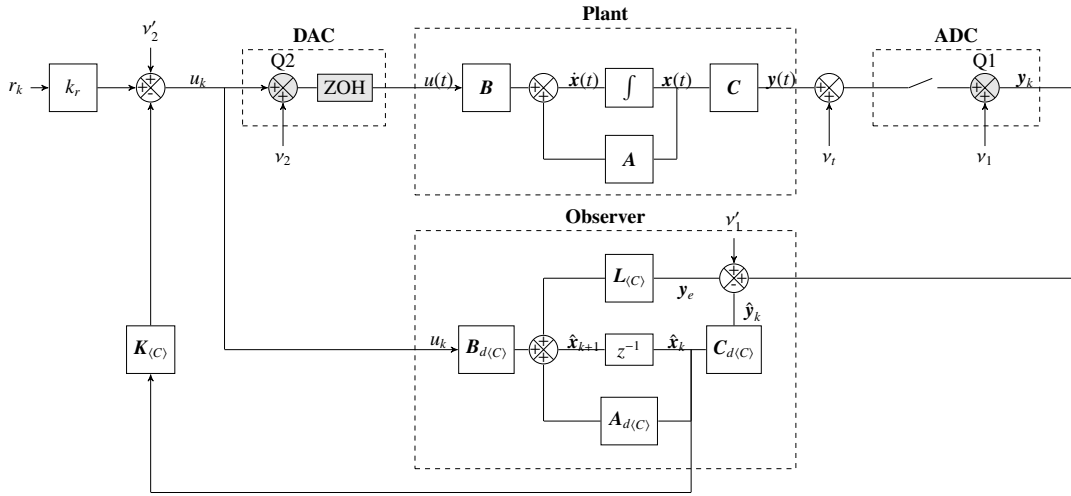 Plant
DAC
ADC
ν′₂
Q2
Q1
r_k
k_r
u_k
ZOH
u(t)
B
ẋ(t)
∫
x(t)
C
y(t)
y_k
ν₂
A
ν_t
ν₁
Observer
ν′₁
L⟨C⟩
y_e
ŷ_k
K⟨C⟩
u_k
B_d⟨C⟩
x̂_{k+1}
z⁻¹
x̂_k
C_d⟨C⟩
A_d⟨C⟩